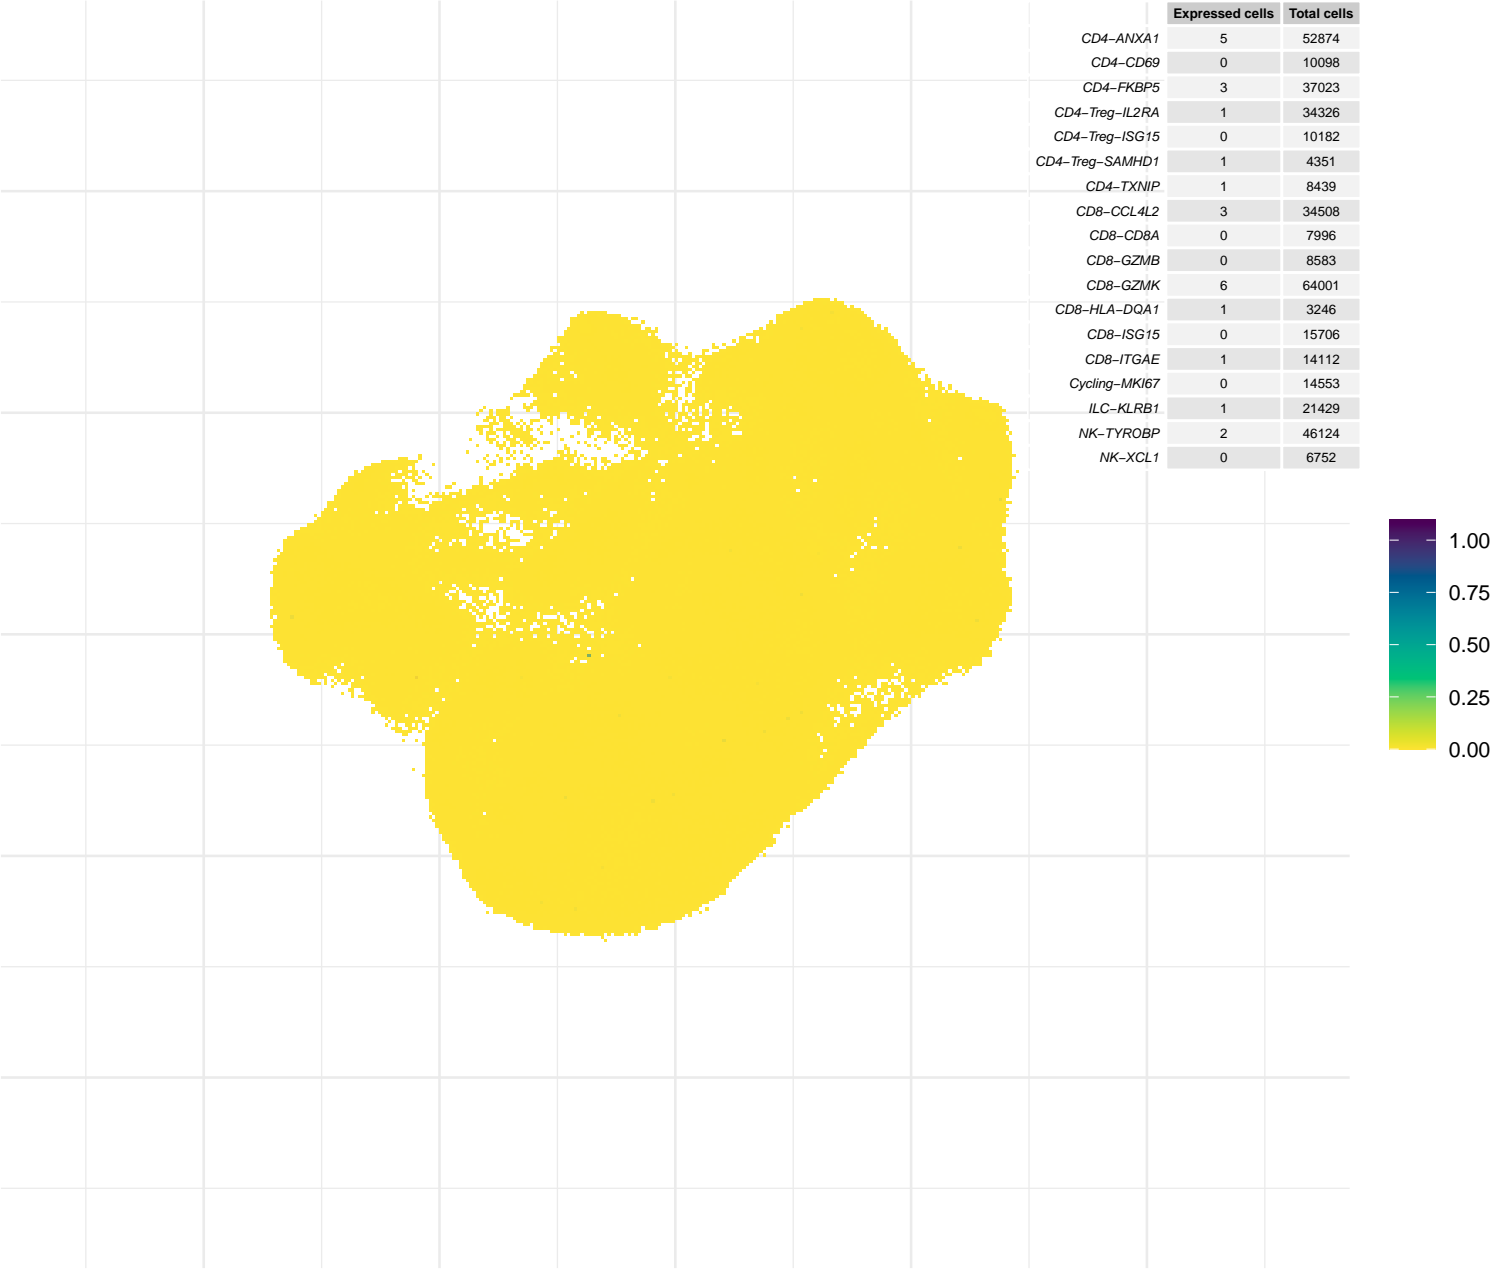 Expressed cells Total cells
CD4−ANXA1 5 52874
CD4−CD69 0 10098
CD4−FKBP5 3 37023
CD4−Treg−IL2RA 1 34326
CD4−Treg−ISG15 0 10182
CD4−Treg−SAMHD1 1 4351
CD4−TXNIP 1 8439
CD8−CCL4L2 3 34508
CD8−CD8A 0 7996
CD8−GZMB 0 8583
CD8−GZMK 6 64001
CD8−HLA−DQA1 1 3246
CD8−ISG15 0 15706
CD8−ITGAE 1 14112
Cycling−MKI67 0 14553
ILC−KLRB1 1 21429
NK−TYROBP 2 46124
NK−XCL1 0 6752
1.00
0.75
0.50
0.25
0.00